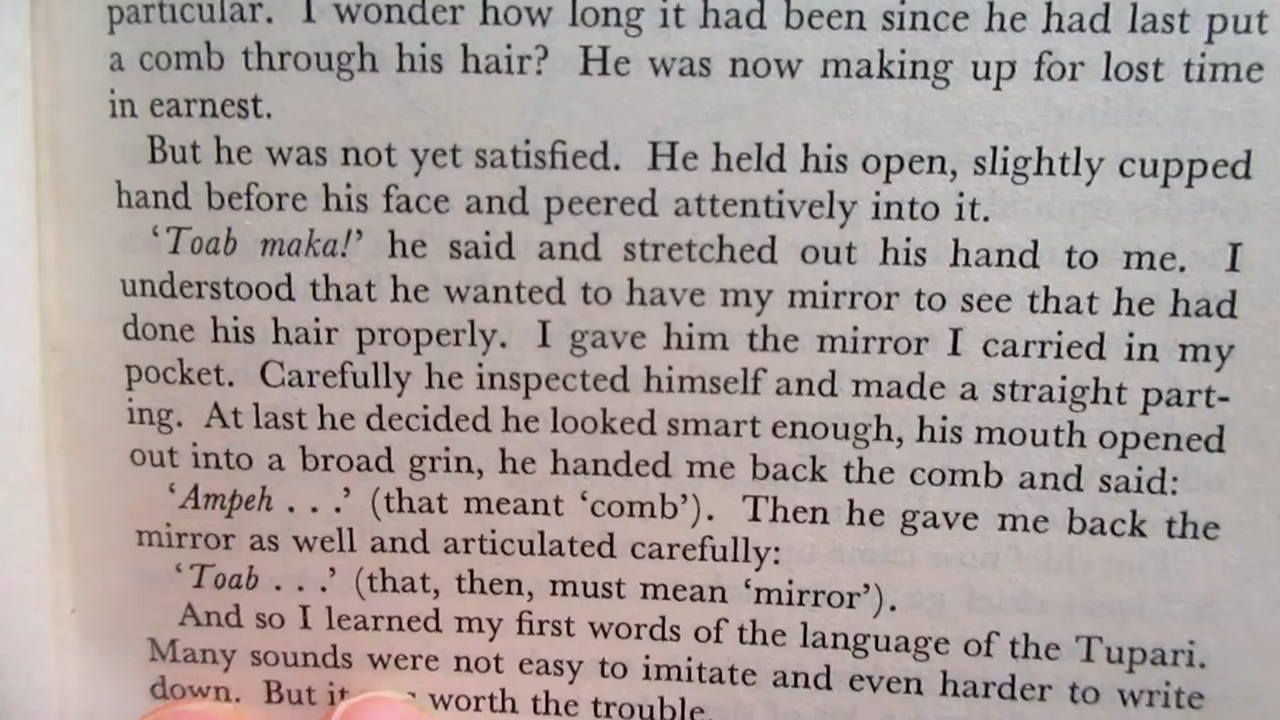 particular. I wonder how long it had been since he had last put
a comb through his hair? He was now making up for lost time
in earnest.
But he was not yet satisfied. He held his open, slightly cupped
hand before his face and peered attentively into it.
‘Toab maka!’ he said and stretched out his hand to me. I
understood that he wanted to have my mirror to see that he had
done his hair properly. I gave him the mirror I carried in my
pocket. Carefully he inspected himself and made a straight part-
ing. At last he decided he looked smart enough, his mouth opened
out into a broad grin, he handed me back the comb and said:
‘Ampeh . . .’ (that meant ‘comb’). Then he gave me back the
mirror as well and articulated carefully:
‘Toab . . .’ (that, then, must mean ‘mirror’).
And so I learned my first words of the language of the Tupari.
Many sounds were not easy to imitate and even harder to write
down. But it worth the trouble.